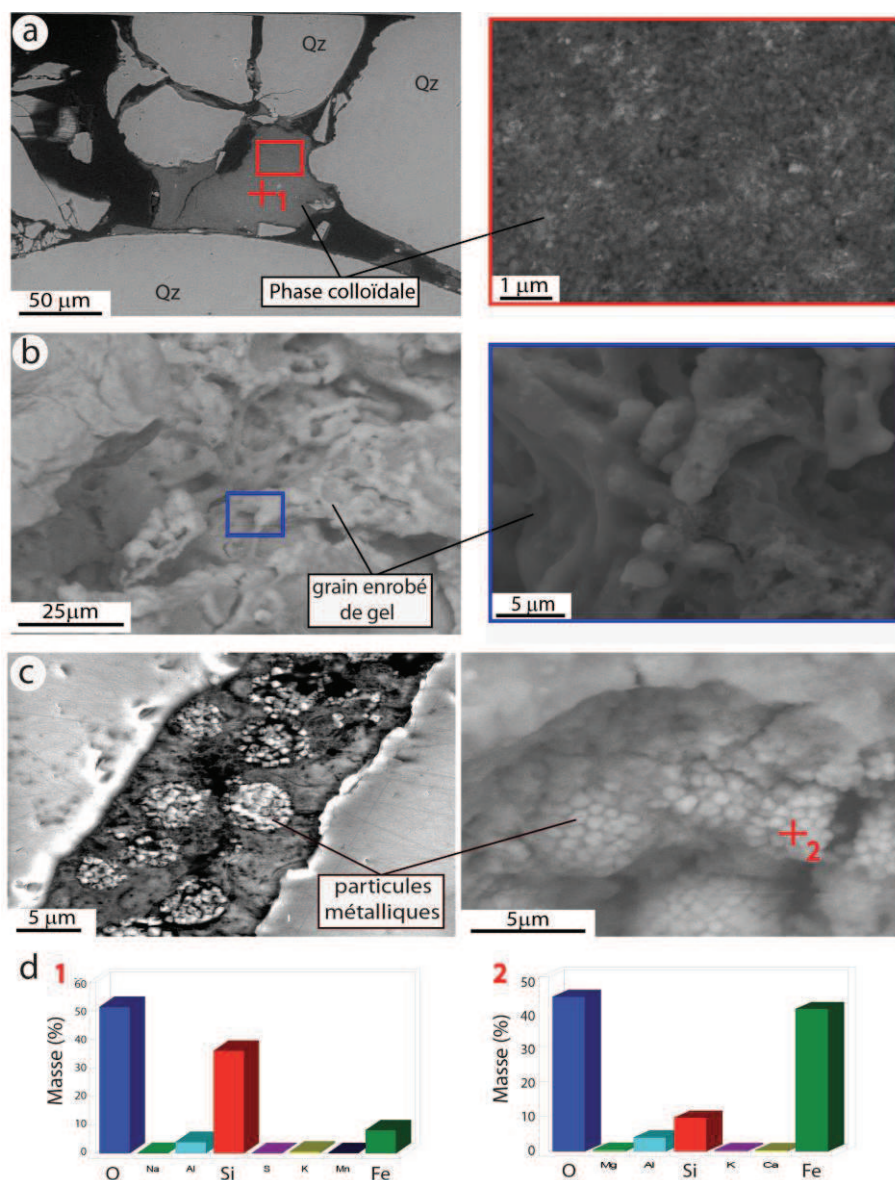 a
Qz
Qz
Qz
1
Phase colloïdale
50 µm
1 µm
b
grain enrobé
de gel
25µm
5 µm
c
particules
métalliques
2
5 µm
5µm
d
1
Masse (%)
60
50
40
30
20
10
0
O Na Al Si S K Mn Fe
2
Masse (%)
50
40
30
20
10
0
O Mg Al Si K Ca Fe